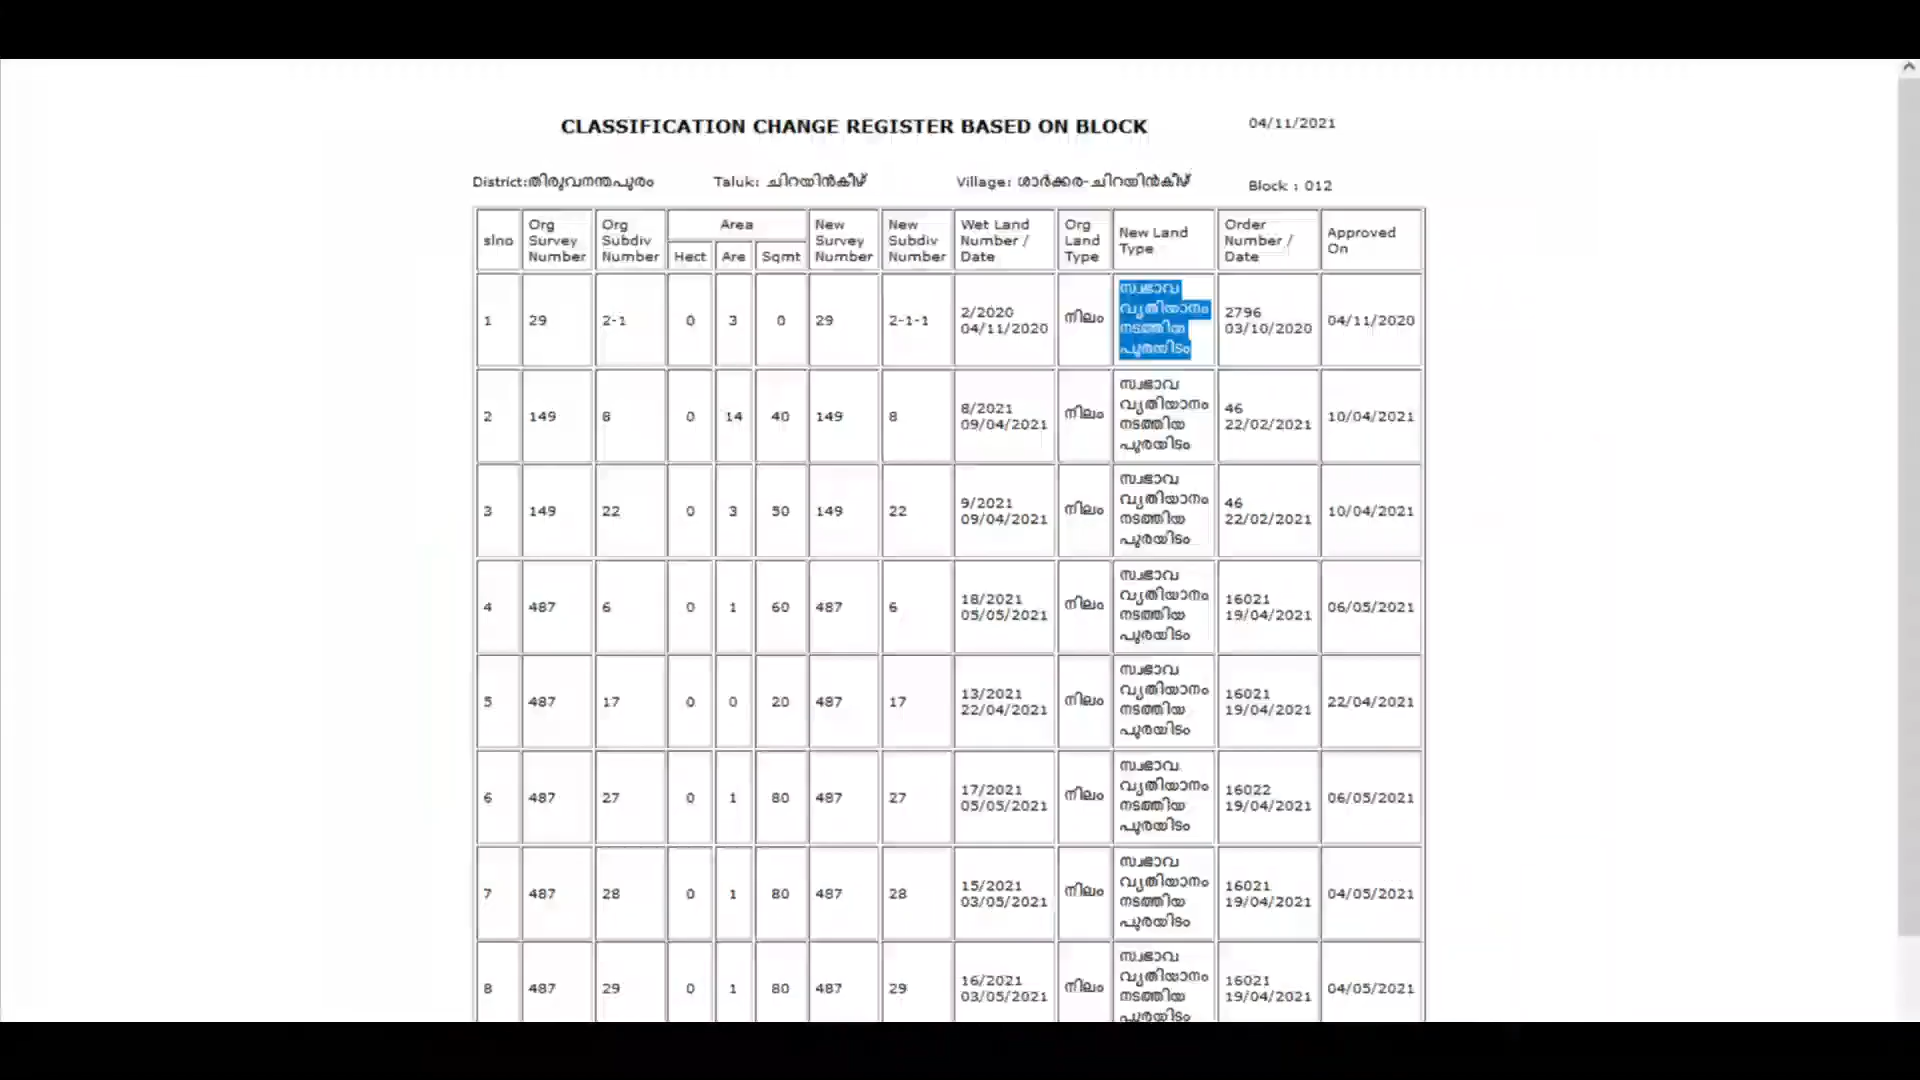 CLASSIFICATION CHANGE REGISTER BASED ON BLOCK 04/11/2021
District:തിരുവനന്തപുരം Taluk: ചിറയിൻകീഴ് Village: ശാർക്കര-ചിറയിൻകീഴ് Block : 012
slno Org Survey Number Org Subdiv Number Area Hect Are Sqmt New Survey Number New Subdiv Number Wet Land Number / Date Org Land Type New Land Type Order Number / Date Approved On
1 29 2-1 0 3 0 29 2-1-1 2/2020 04/11/2020 നിലം സ്വഭാവ വ്യതിയാനം നടത്തിയ പുരയിടം 2796 03/10/2020 04/11/2020
2 149 8 0 14 40 149 8 8/2021 09/04/2021 നിലം സ്വഭാവ വ്യതിയാനം നടത്തിയ പുരയിടം 46 22/02/2021 10/04/2021
3 149 22 0 3 50 149 22 9/2021 09/04/2021 നിലം സ്വഭാവ വ്യതിയാനം നടത്തിയ പുരയിടം 46 22/02/2021 10/04/2021
4 487 6 0 1 60 487 6 18/2021 05/05/2021 നിലം സ്വഭാവ വ്യതിയാനം നടത്തിയ പുരയിടം 16021 19/04/2021 06/05/2021
5 487 17 0 0 20 487 17 13/2021 22/04/2021 നിലം സ്വഭാവ വ്യതിയാനം നടത്തിയ പുരയിടം 16021 19/04/2021 22/04/2021
6 487 27 0 1 80 487 27 17/2021 05/05/2021 നിലം സ്വഭാവ വ്യതിയാനം നടത്തിയ പുരയിടം 16022 19/04/2021 06/05/2021
7 487 28 0 1 80 487 28 15/2021 03/05/2021 നിലം സ്വഭാവ വ്യതിയാനം നടത്തിയ പുരയിടം 16021 19/04/2021 04/05/2021
8 487 29 0 1 80 487 29 16/2021 03/05/2021 നിലം സ്വഭാവ വ്യതിയാനം നടത്തിയ പുരയിടം 16021 19/04/2021 04/05/2021